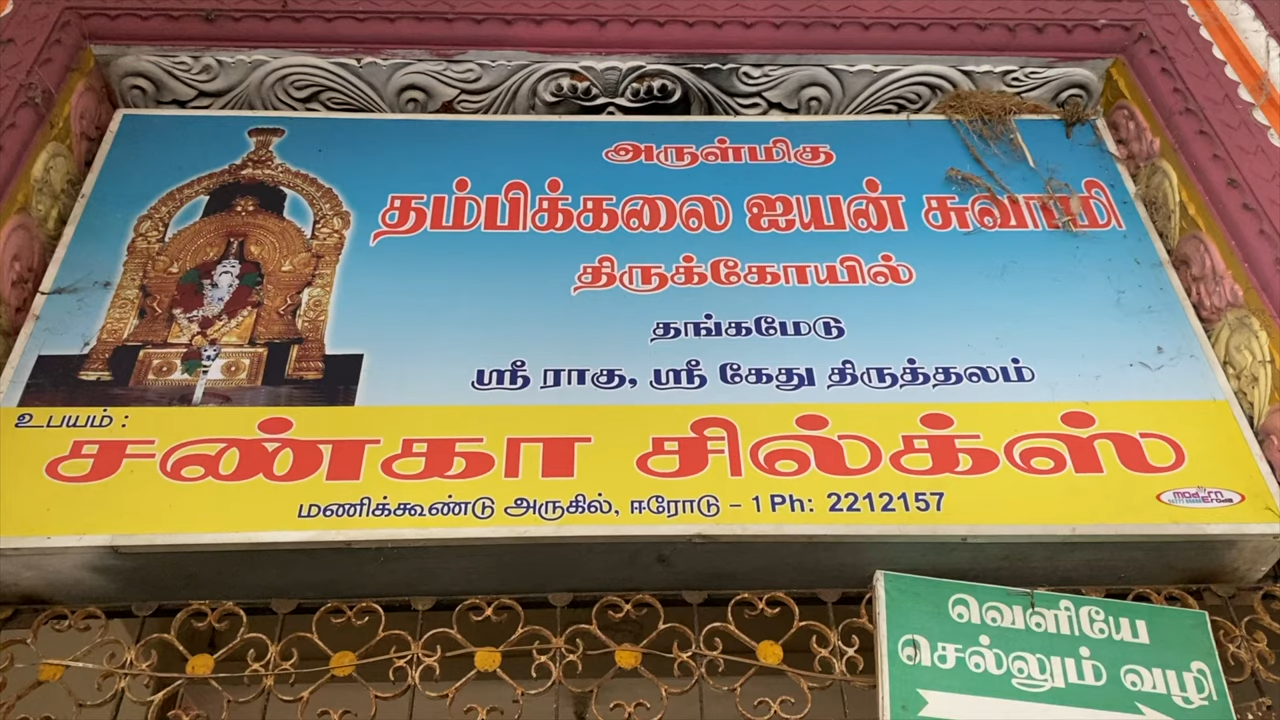 அருள்மிகு
தம்பிக்கலை ஐயன் சுவாமி
திருக்கோயில்
தங்கமேடு
ஸ்ரீ ராகு, ஸ்ரீ கேது திருத்தலம்
உபயம் :
சண்கா சில்க்ஸ்
மணிக்கூண்டு அருகில், ஈரோடு - 1 Ph: 2212157
வெளியே
செல்லும் வழி